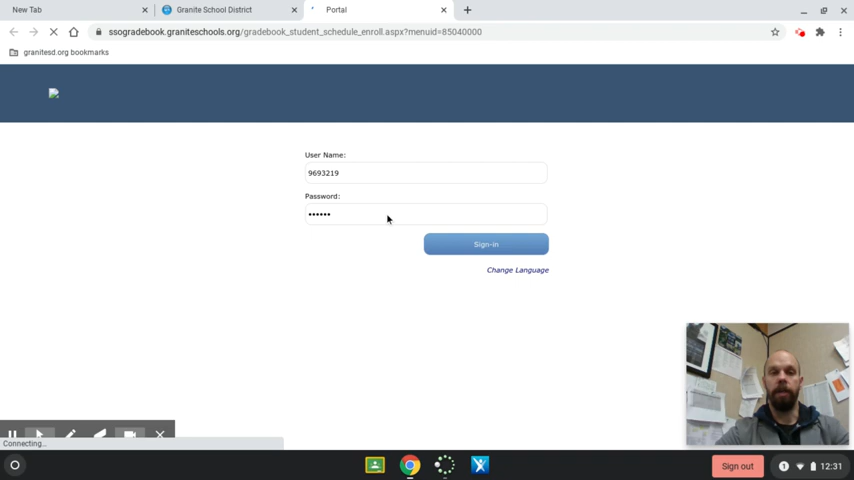 New Tab
Granite School District
Portal
ssogradebook.graniteschools.org/gradebook_student_schedule_enroll.aspx?menuid=85040000
granitesd.org bookmarks
User Name:
9693219
Password:
••••••
Sign-in
Change Language
Connecting...
Sign out
1
12:31